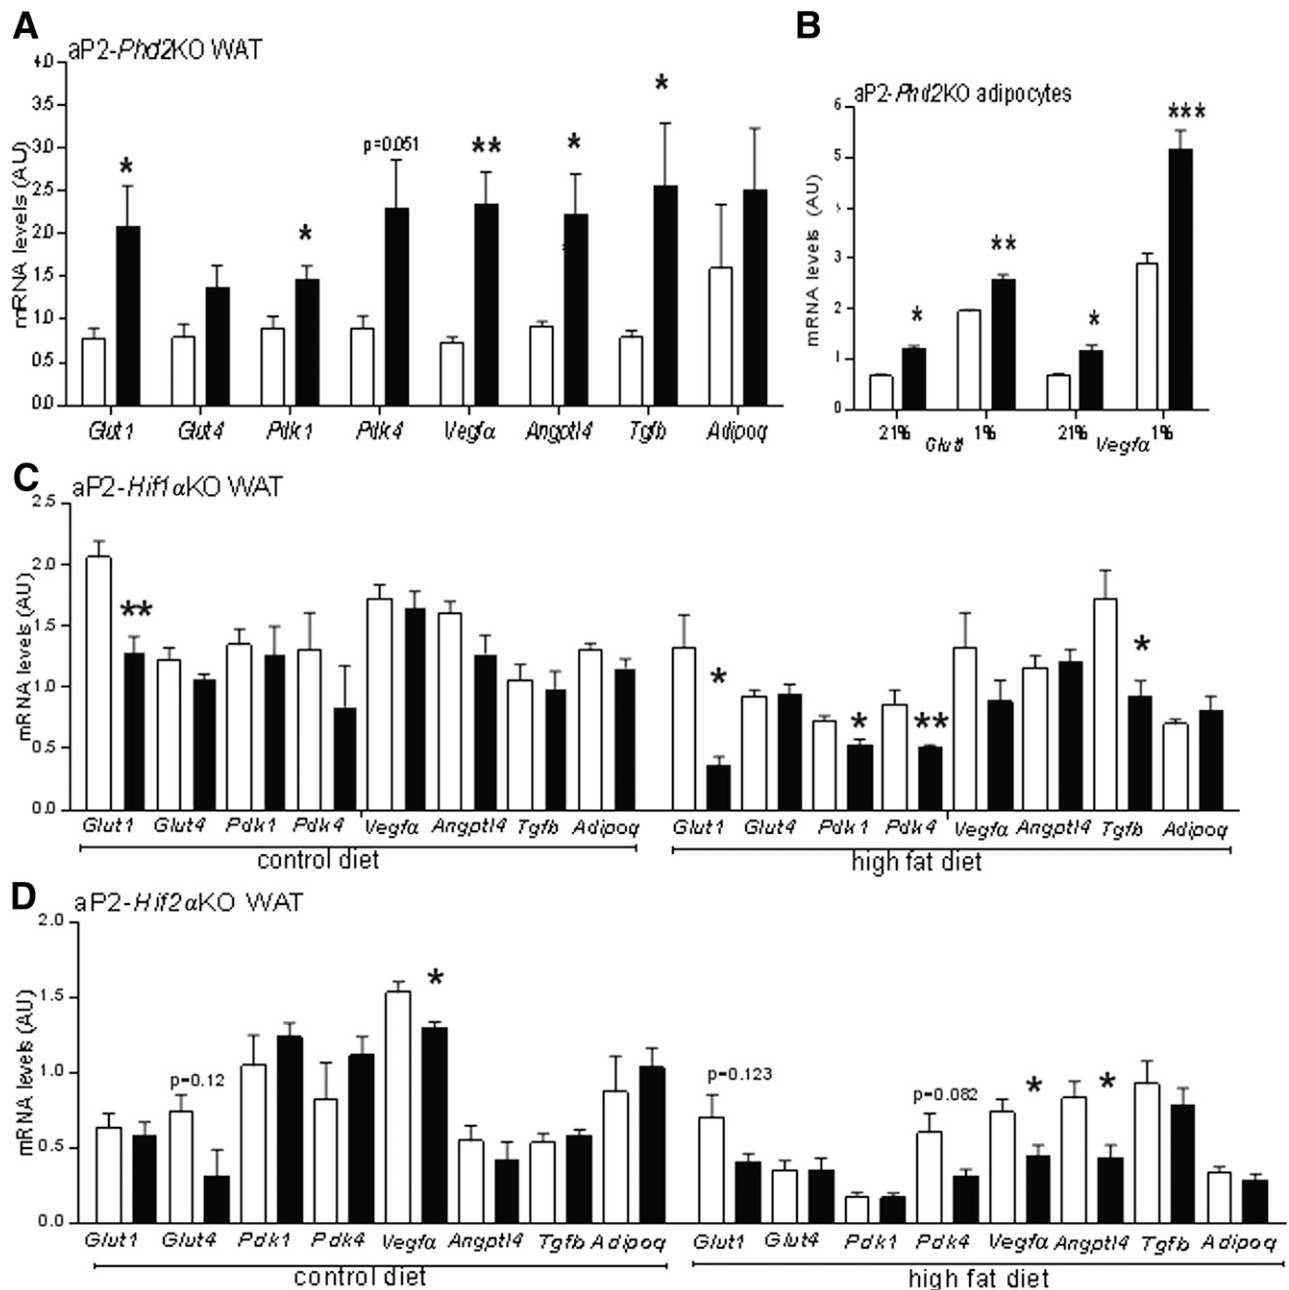 A
aP2-Phd2KO WAT
mRNA levels (AU)
4.0
3.5
3.0
2.5
2.0
1.5
1.0
0.5
0.0
*
*
p=0.051
**
*
*
Glut1 Glut4 Pdk1 Pdk4 Vegfα Angptl4 Tgfb Adipoq
B
aP2-Phd2KO adipocytes
mRNA levels (AU)
6
5
3
2
1
0
*
**
*
***
21% 1% 21% 1%
Vegfα
C
aP2-Hif1αKO WAT
mRNA levels (AU)
2.5
2.0
1.5
1.0
0.5
0.0
**
*
*
**
*
Glut1 Glut4 Pdk1 Pdk4 Vegfα Angptl4 Tgfb Adipoq Glut1 Glut4 Pdk1 Pdk4 Vegfα Angptl4 Tgfb Adipoq
control diet high fat diet
D
aP2-Hif2αKO WAT
mRNA levels (AU)
2.0
1.5
1.0
0.5
0.0
p=0.12
*
p=0.123
p=0.082
*
*
Glut1 Glut4 Pdk1 Pdk4 Vegfα Angptl4 Tgfb Adipoq Glut1 Glut4 Pdk1 Pdk4 Vegfα Angptl4 Tgfb Adipoq
control diet high fat diet